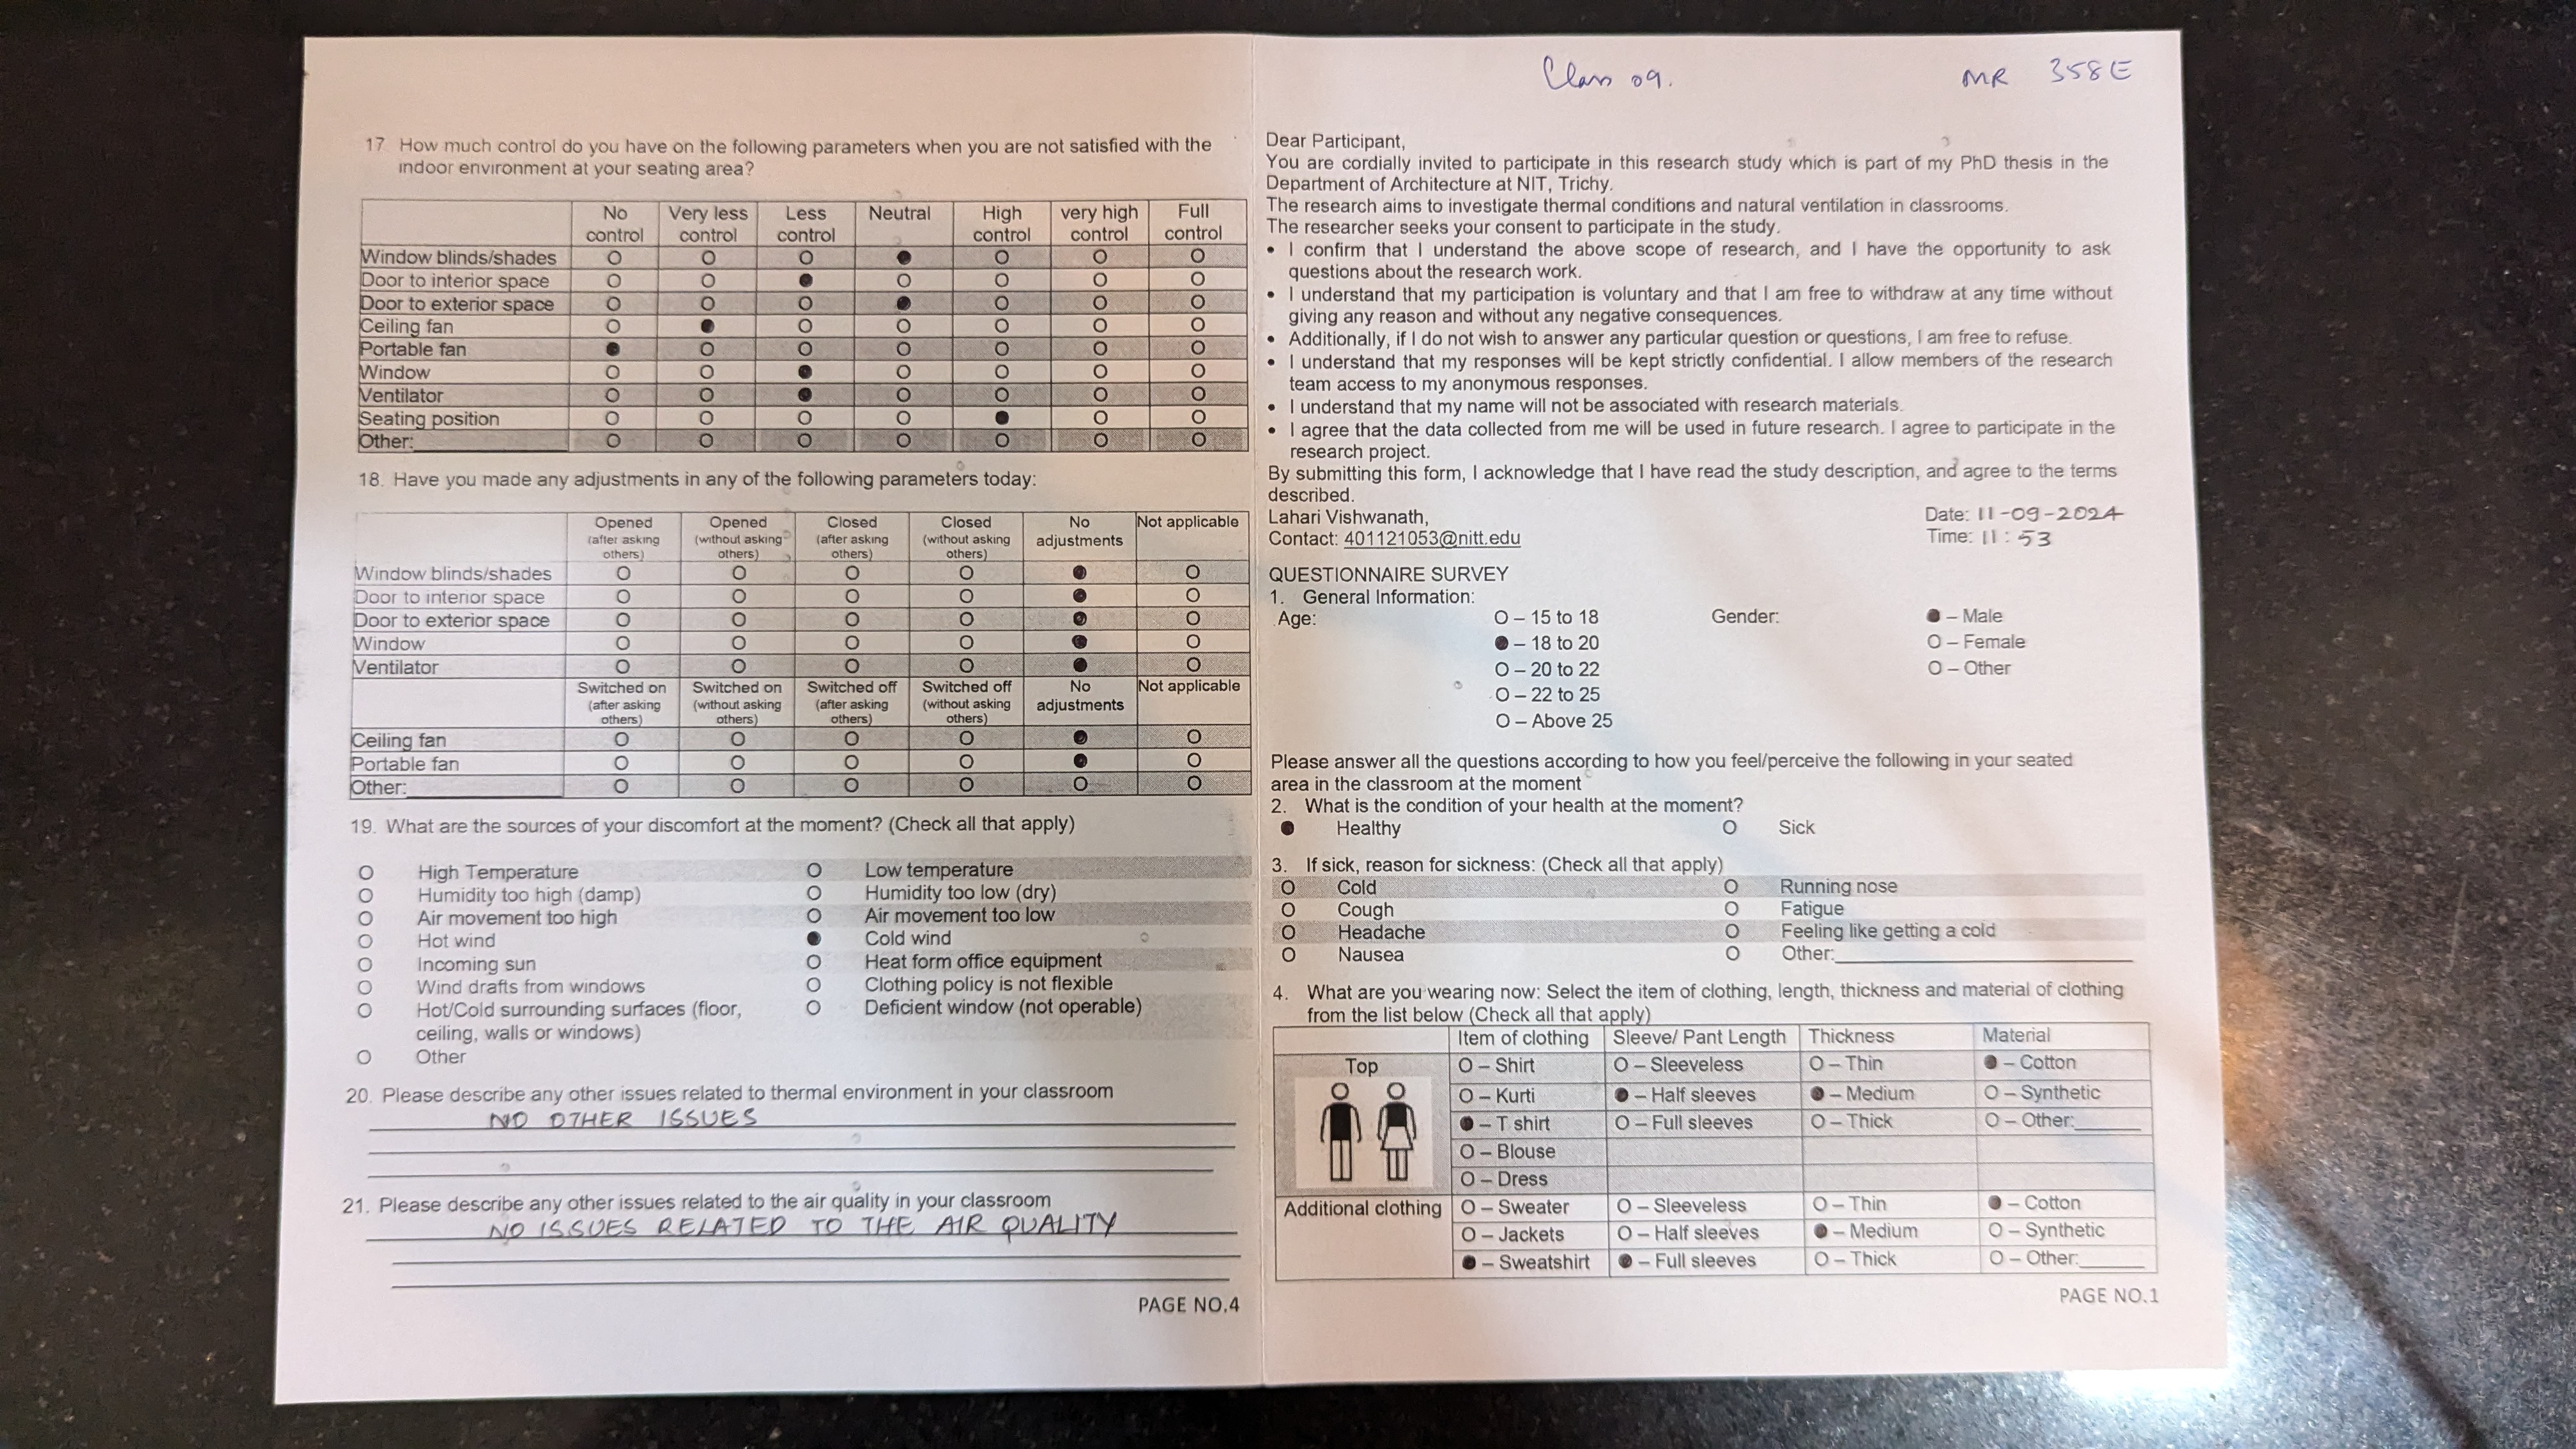 17 How much control do you have on the following parameters when you are not satisfied with the
indoor environment at your seating area?
No control Very less control Less control Neutral High control very high control Full control
Window blinds/shades O O O ● O O O
Door to interior space O O ● O O O O
Door to exterior space O O O ● O O O
Ceiling fan O ● O O O O O
Portable fan ● O O O O O O
Window O O ● O O O O
Ventilator O O ● O O O O
Seating position O O O O ● O O
Other:____________ O O O O O O O
18. Have you made any adjustments in any of the following parameters today:
Opened (after asking others) Opened (without asking others) Closed (after asking others) Closed (without asking others) No adjustments Not applicable
Window blinds/shades O O O O ● O
Door to interior space O O O O ● O
Door to exterior space O O O O ● O
Window O O O O ● O
Ventilator O O O O ● O
Switched on (after asking others) Switched on (without asking others) Switched off (after asking others) Switched off (without asking others) No adjustments Not applicable
Ceiling fan O O O O ● O
Portable fan O O O O ● O
Other:____________ O O O O O O
19. What are the sources of your discomfort at the moment? (Check all that apply)
O High Temperature O Low temperature
O Humidity too high (damp) O Humidity too low (dry)
O Air movement too high O Air movement too low
O Hot wind ● Cold wind
O Incoming sun O Heat form office equipment
O Wind drafts from windows O Clothing policy is not flexible
O Hot/Cold surrounding surfaces (floor, O Deficient window (not operable)
ceiling, walls or windows)
O Other
20. Please describe any other issues related to thermal environment in your classroom
NO OTHER ISSUES
21. Please describe any other issues related to the air quality in your classroom
NO ISSUES RELATED TO THE AIR QUALITY
PAGE NO.4
Class 09. MR 358E
Dear Participant,
You are cordially invited to participate in this research study which is part of my PhD thesis in the
Department of Architecture at NIT, Trichy.
The research aims to investigate thermal conditions and natural ventilation in classrooms.
The researcher seeks your consent to participate in the study.
• I confirm that I understand the above scope of research, and I have the opportunity to ask
questions about the research work.
• I understand that my participation is voluntary and that I am free to withdraw at any time without
giving any reason and without any negative consequences.
• Additionally, if I do not wish to answer any particular question or questions, I am free to refuse.
• I understand that my responses will be kept strictly confidential. I allow members of the research
team access to my anonymous responses.
• I understand that my name will not be associated with research materials.
• I agree that the data collected from me will be used in future research. I agree to participate in the
research project.
By submitting this form, I acknowledge that I have read the study description, and agree to the terms
described.
Lahari Vishwanath, Date: 11-09-2024
Contact: 401121053@nitt.edu Time: 11:53
QUESTIONNAIRE SURVEY
1. General Information:
Age: O – 15 to 18 Gender: ● – Male
● – 18 to 20 O – Female
O – 20 to 22 O – Other
O – 22 to 25
O – Above 25
Please answer all the questions according to how you feel/perceive the following in your seated
area in the classroom at the moment
2. What is the condition of your health at the moment?
● Healthy O Sick
3. If sick, reason for sickness: (Check all that apply)
O Cold O Running nose
O Cough O Fatigue
O Headache O Feeling like getting a cold
O Nausea O Other:____________
4. What are you wearing now: Select the item of clothing, length, thickness and material of clothing
from the list below (Check all that apply)
Item of clothing Sleeve/ Pant Length Thickness Material
Top O – Shirt O – Sleeveless O – Thin ● – Cotton
O – Kurti ● – Half sleeves ● – Medium O – Synthetic
● – T shirt O – Full sleeves O – Thick O – Other:______
O – Blouse
O – Dress
Additional clothing O – Sweater O – Sleeveless O – Thin ● – Cotton
O – Jackets O – Half sleeves ● – Medium O – Synthetic
● – Sweatshirt ● – Full sleeves O – Thick O – Other:______
PAGE NO.1